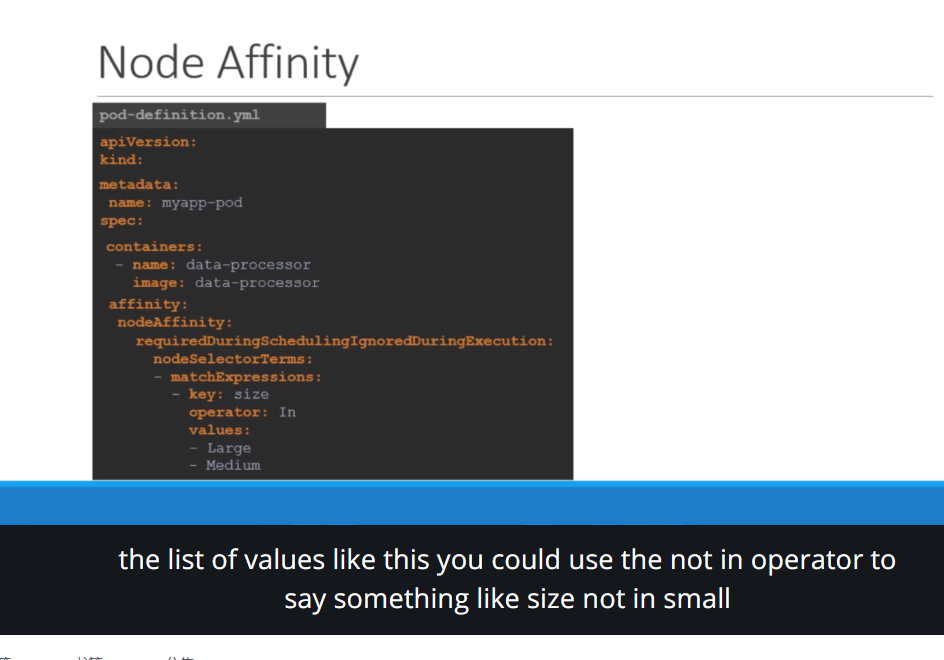 Node Affinity
pod-definition.yml
apiVersion:
kind:
metadata:
name: myapp-pod
spec:
containers:
- name: data-processor
image: data-processor
affinity:
nodeAffinity:
requiredDuringSchedulingIgnoredDuringExecution:
nodeSelectorTerms:
- matchExpressions:
- key: size
operator: In
values:
- Large
- Medium
the list of values like this you could use the not in operator to
say something like size not in small